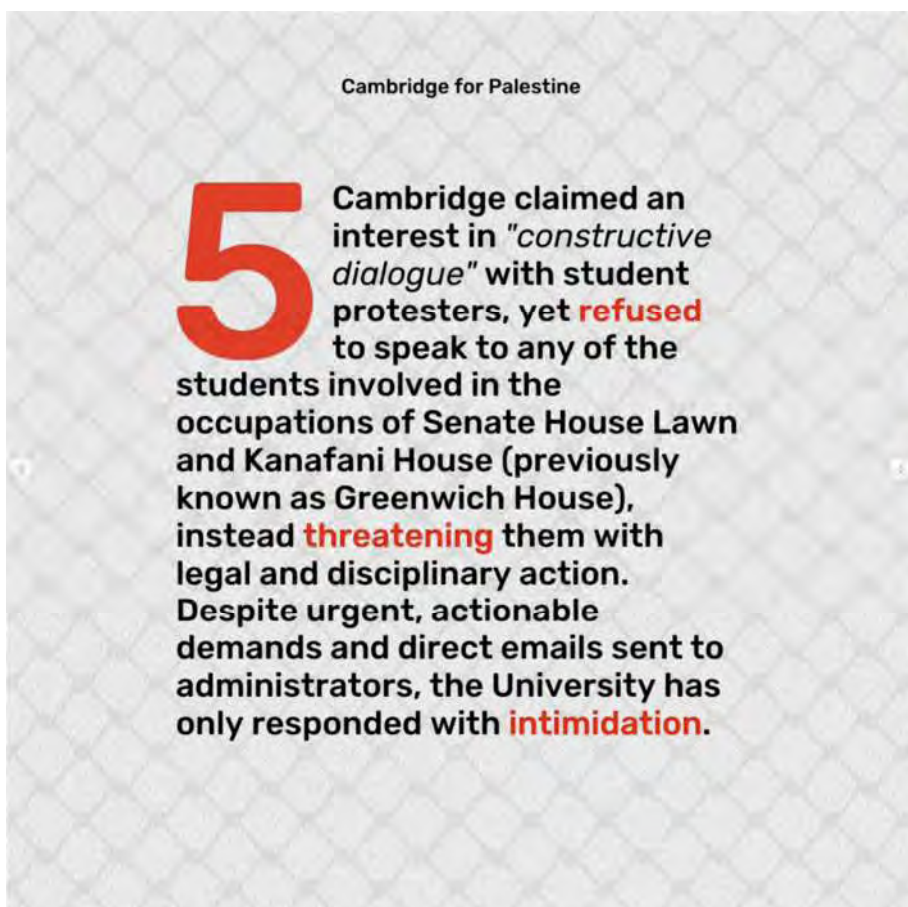 Cambridge for Palestine
5
Cambridge claimed an
interest in "constructive
dialogue" with student
protesters, yet refused
to speak to any of the
students involved in the
occupations of Senate House Lawn
and Kanafani House (previously
known as Greenwich House),
instead threatening them with
legal and disciplinary action.
Despite urgent, actionable
demands and direct emails sent to
administrators, the University has
only responded with intimidation.